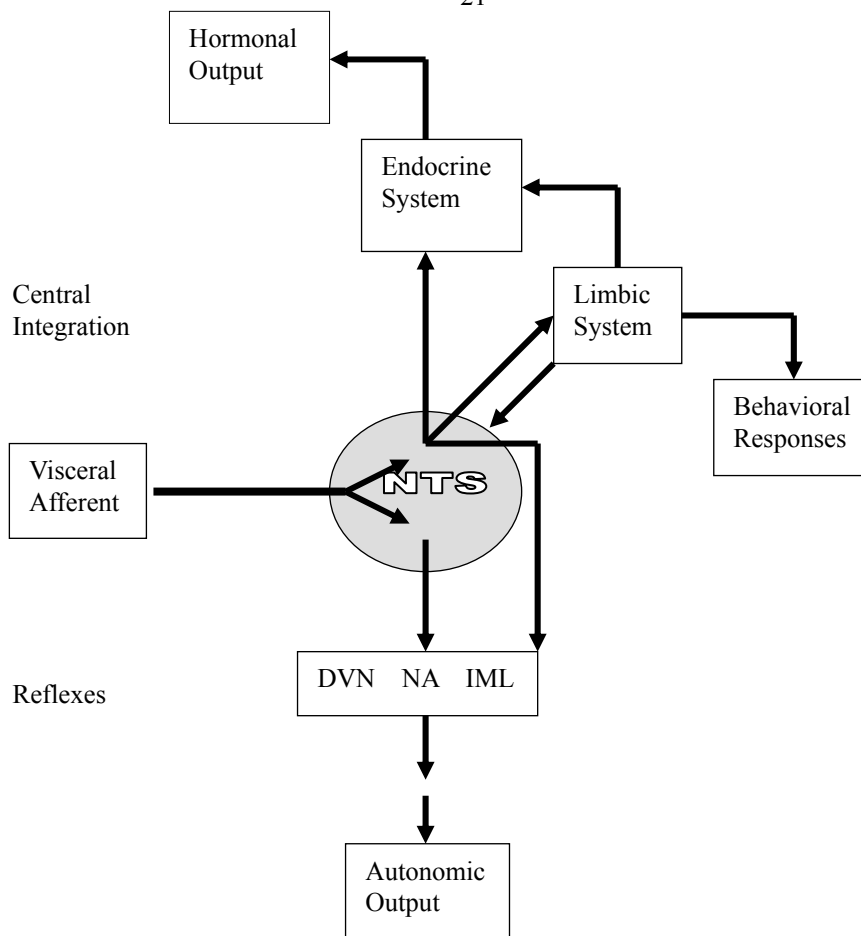 Hormonal
Output
Endocrine
System
Central
Integration
Limbic
System
Behavioral
Responses
Visceral
Afferent
NTS
DVN NA IML
Reflexes
Autonomic
Output